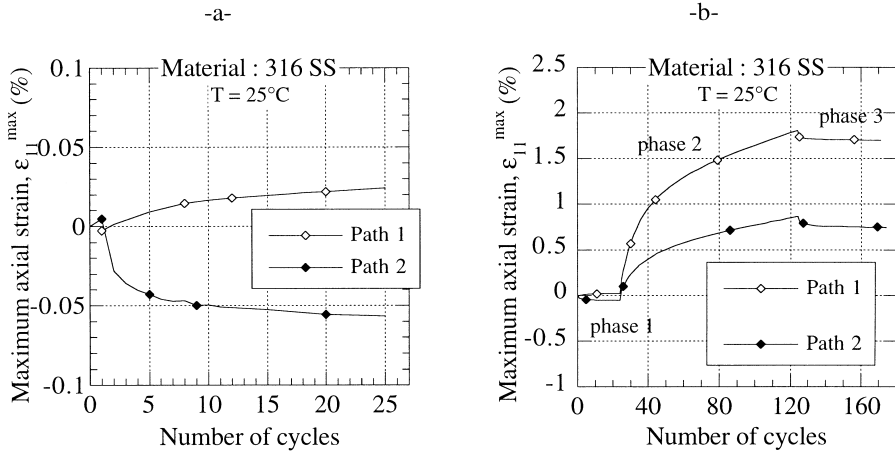 -a-
Material : 316 SS
T = 25°C
Maximum axial strain, ε11max (%)
0.1
0.05
0
-0.05
-0.1
0 5 10 15 20 25
Number of cycles
Path 1
Path 2
-b-
Material : 316 SS
T = 25°C
Maximum axial strain, ε11max (%)
2.5
2
1.5
1
0.5
0
-0.5
-1
0 40 80 120 160
Number of cycles
phase 1
phase 2
phase 3
Path 1
Path 2